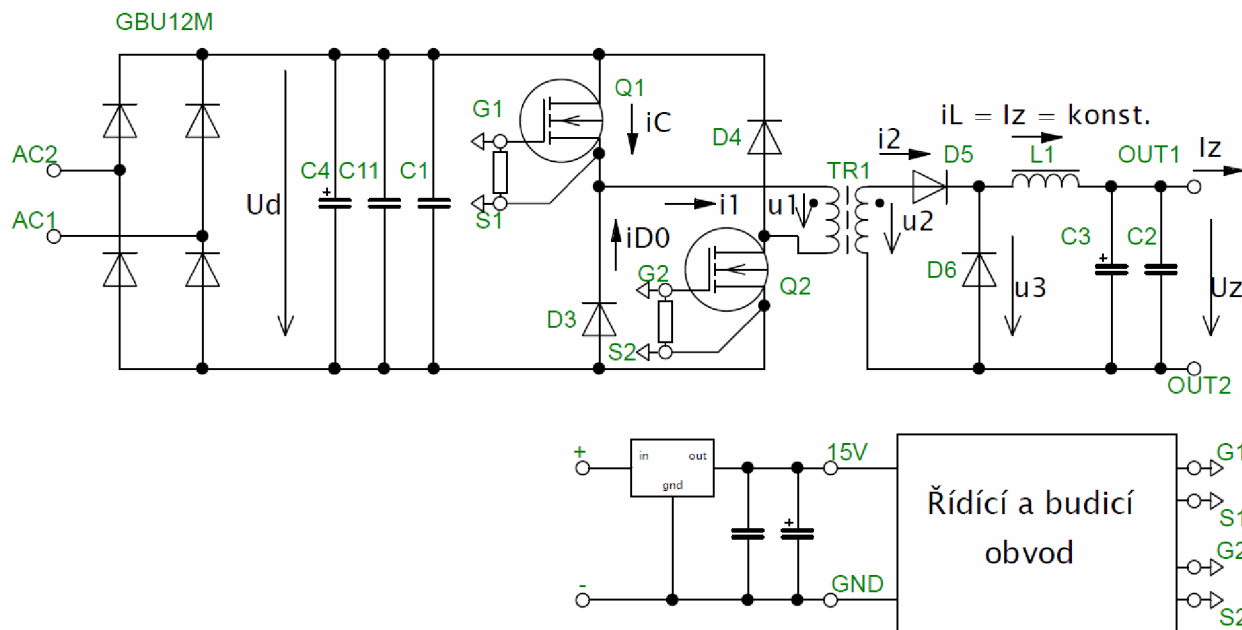 GBU12M
Q1
G1
iC
iL = Iz = konst.
D4
i2
D5
L1
OUT1
Iz
AC2
C4
C11
C1
TR1
+
Ud
S1
i1
u1
u2
AC1
iD0
C3
C2
G2
D6
+
u3
Uz
Q2
D3
S2
OUT2
+
in
out
15V
G1
gnd
Řídící a budicí
S1
+
obvod
G2
-
GND
S2